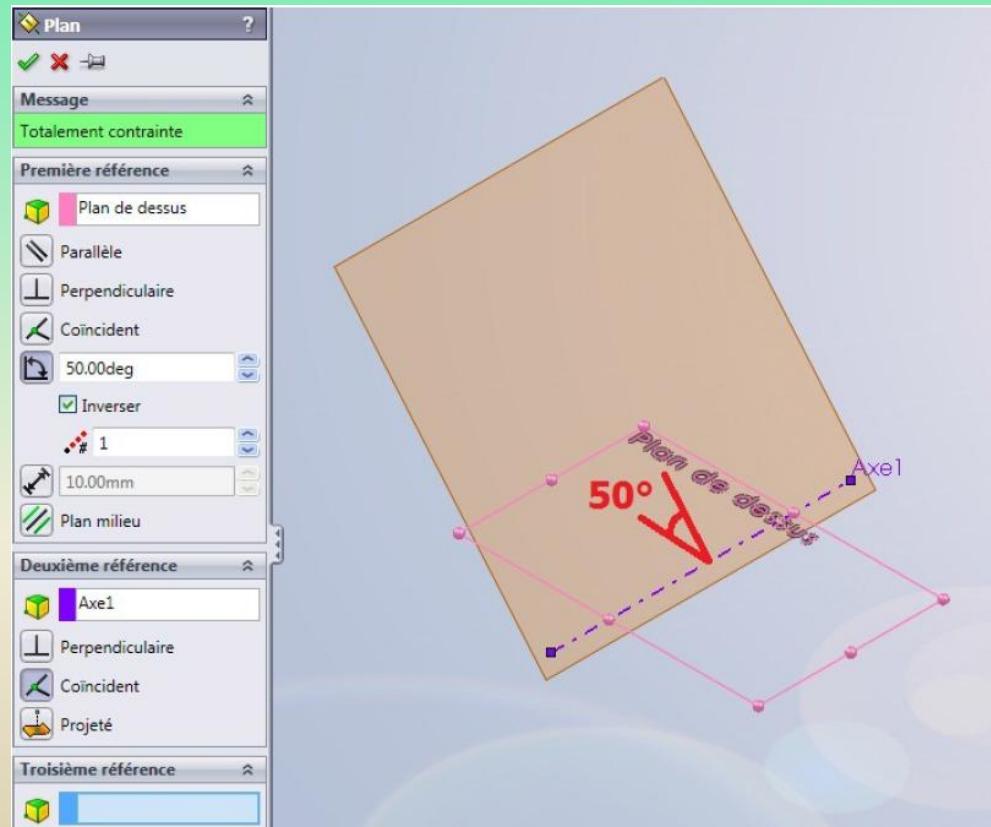 Plan ?
Message
Totalement contrainte
Première référence
Plan de dessus
Parallèle
Perpendiculaire
Coïncident
50.00deg
Inverser
# 1
10.00mm
Plan milieu
Deuxième référence
Axe1
Perpendiculaire
Coïncident
Projeté
Troisième référence
Plan de dessus
Axe1
50°